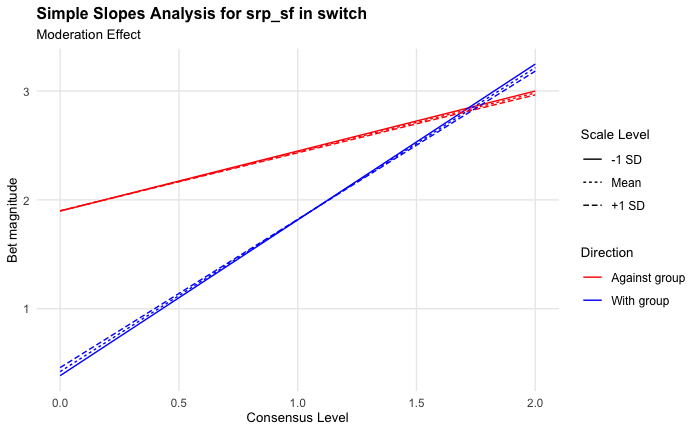 Simple Slopes Analysis for srp_sf in switch
Moderation Effect
Bet magnitude
3
2
1
0.0 0.5 1.0 1.5 2.0
Consensus Level
Scale Level
-1 SD
Mean
+1 SD
Direction
Against group
With group